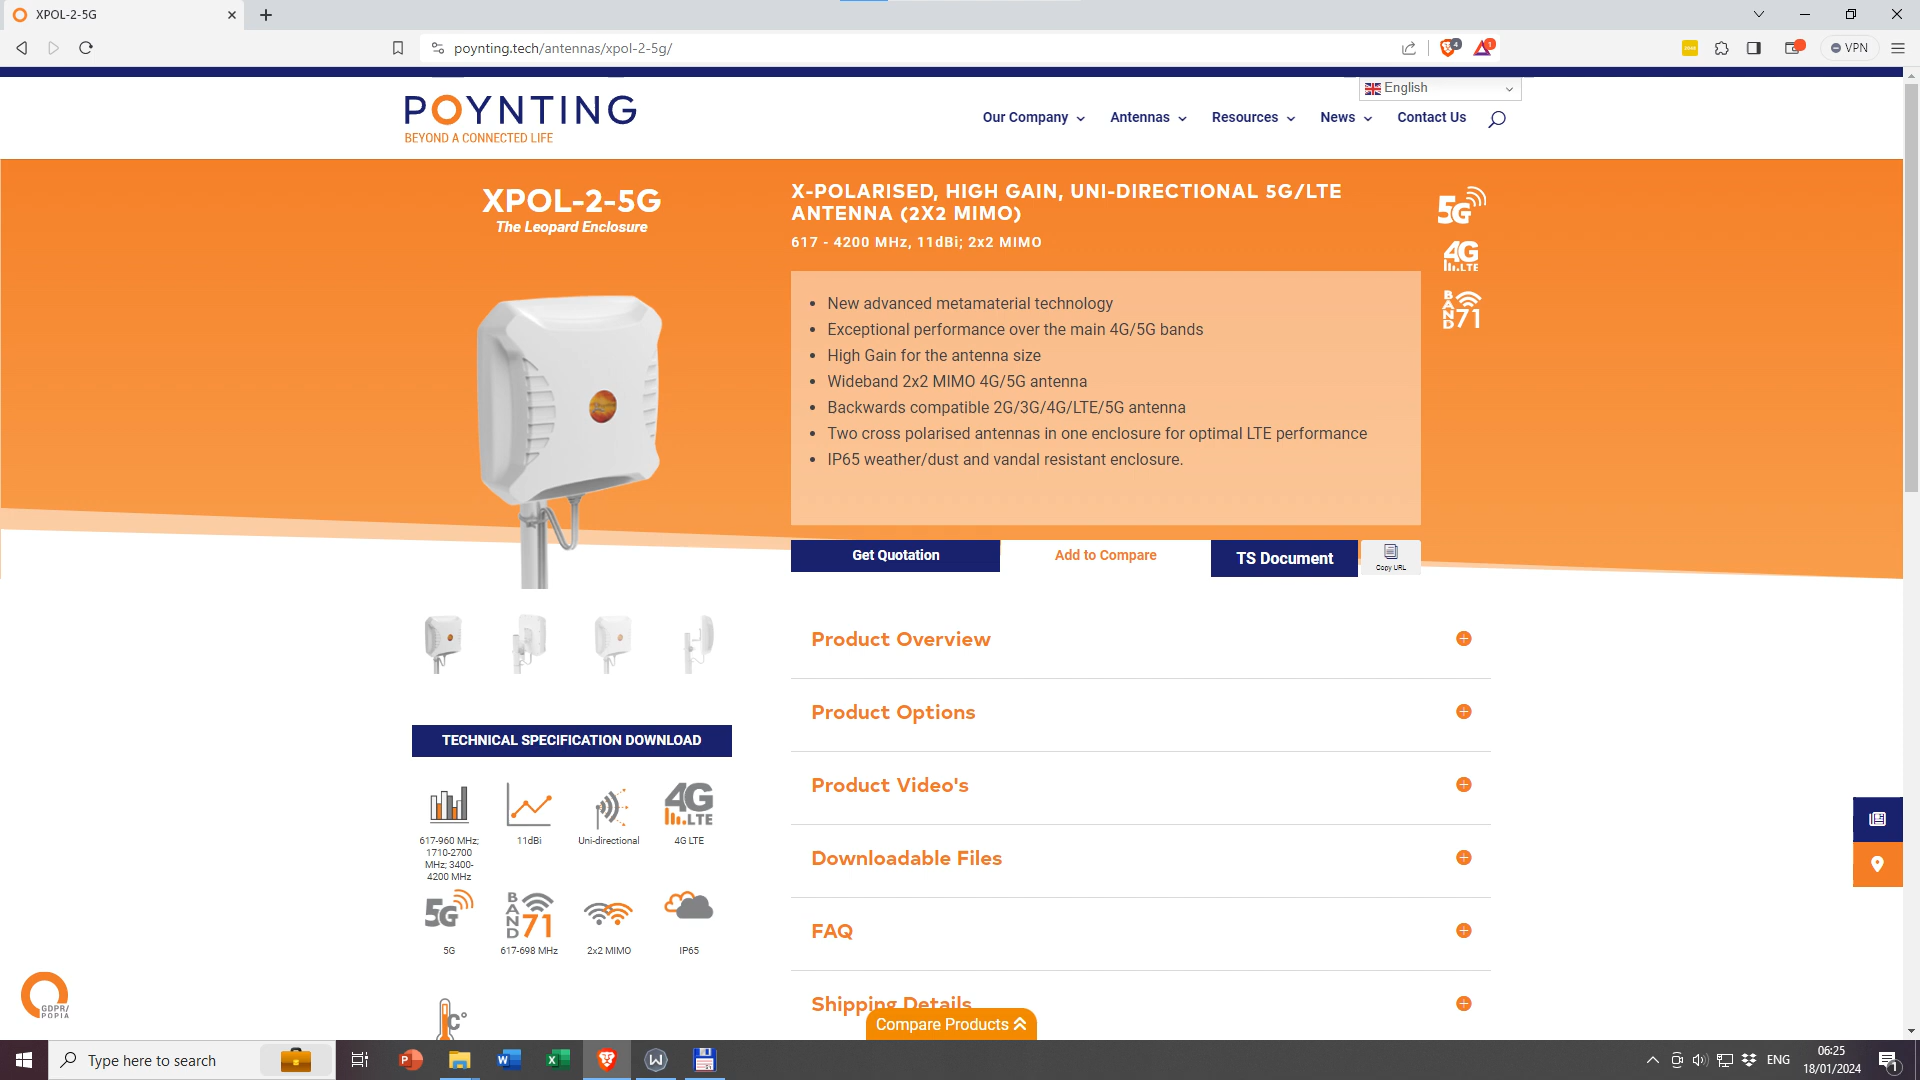 XPOL-2-5G
poynting.tech/antennas/xpol-2-5g/
4
1
VPN
English
POYNTING
BEYOND A CONNECTED LIFE
Our Company
Antennas
Resources
News
Contact Us
XPOL-2-5G
The Leopard Enclosure
X-POLARISED, HIGH GAIN, UNI-DIRECTIONAL 5G/LTE
ANTENNA (2X2 MIMO)
617 - 4200 MHz, 11dBi; 2x2 MIMO
5G
4G
LTE
BAND 71
New advanced metamaterial technology
Exceptional performance over the main 4G/5G bands
High Gain for the antenna size
Wideband 2x2 MIMO 4G/5G antenna
Backwards compatible 2G/3G/4G/LTE/5G antenna
Two cross polarised antennas in one enclosure for optimal LTE performance
IP65 weather/dust and vandal resistant enclosure.
Get Quotation
Add to Compare
TS Document
Copy URL
Product Overview
Product Options
Product Video's
Downloadable Files
FAQ
Shipping Details
Compare Products
TECHNICAL SPECIFICATION DOWNLOAD
617-960 MHz;
1710-2700
MHz; 3400-
4200 MHz
11dBi
Uni-directional
4G
LTE
4G LTE
5G
5G
BAND 71
617-698 MHz
2x2 MIMO
IP65
C°
GDPR/
POPIA
Type here to search
ENG
06:25
18/01/2024
1